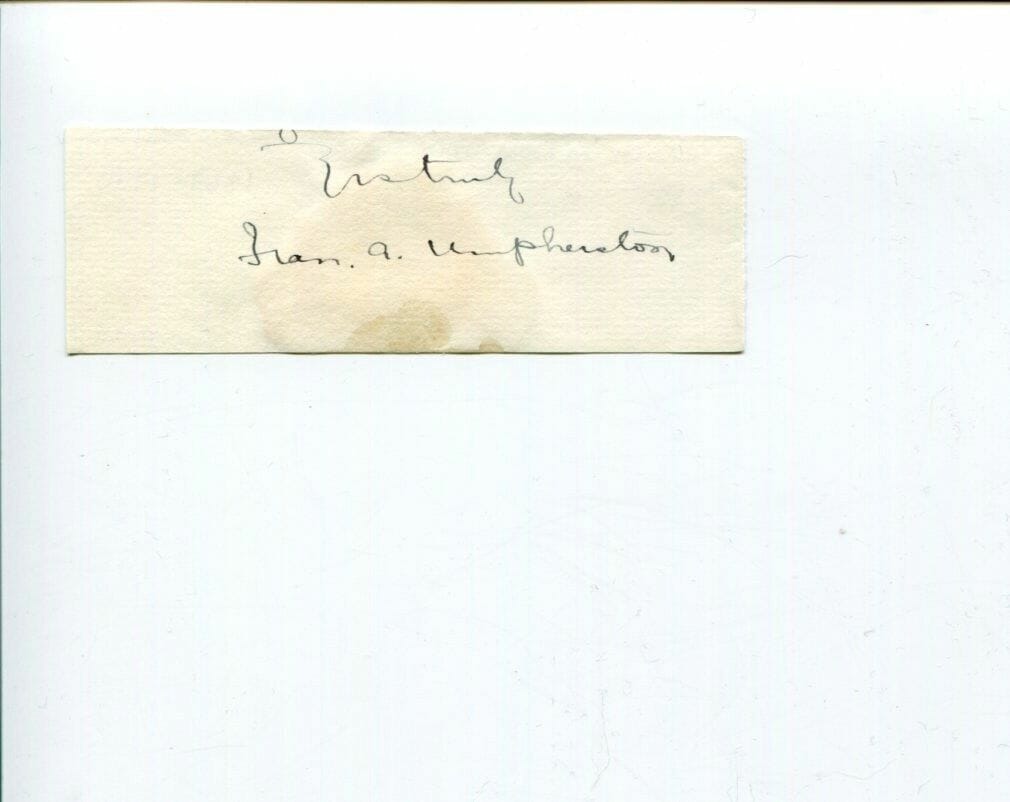 Yrs truly
Fran. A. Umpherston